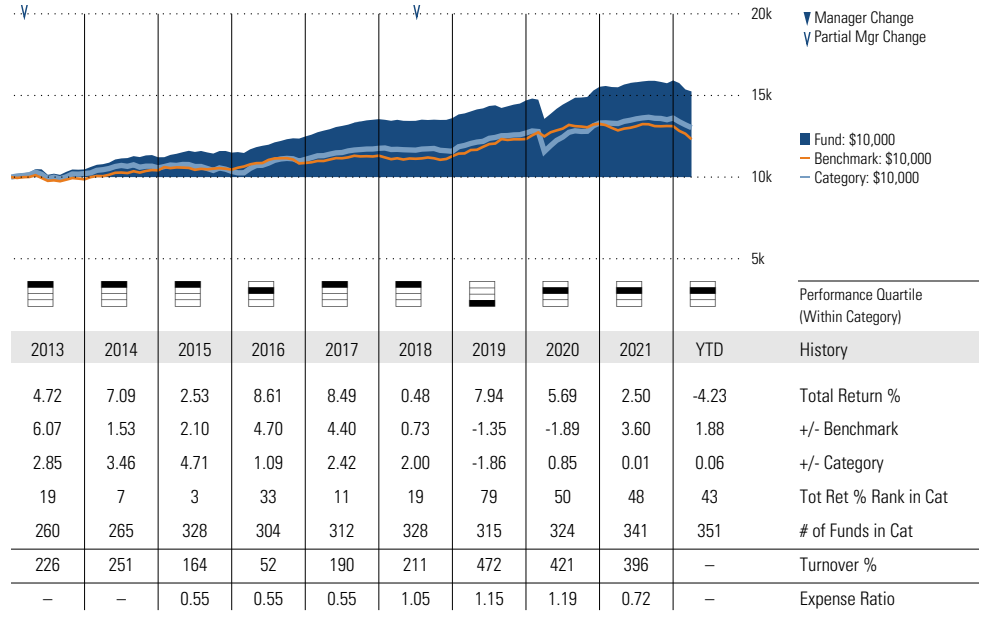 20k
Manager Change
Partial Mgr Change
15k
Fund: $10,000
Benchmark: $10,000
Category: $10,000
10k
5k
Performance Quartile
(Within Category)
2013 2014 2015 2016 2017 2018 2019 2020 2021 YTD History
4.72 7.09 2.53 8.61 8.49 0.48 7.94 5.69 2.50 -4.23 Total Return %
6.07 1.53 2.10 4.70 4.40 0.73 -1.35 -1.89 3.60 1.88 +/- Benchmark
2.85 3.46 4.71 1.09 2.42 2.00 -1.86 0.85 0.01 0.06 +/- Category
19 7 3 33 11 19 79 50 48 43 Tot Ret % Rank in Cat
260 265 328 304 312 328 315 324 341 351 # of Funds in Cat
226 251 164 52 190 211 472 421 396 – Turnover %
– – 0.55 0.55 0.55 1.05 1.15 1.19 0.72 – Expense Ratio